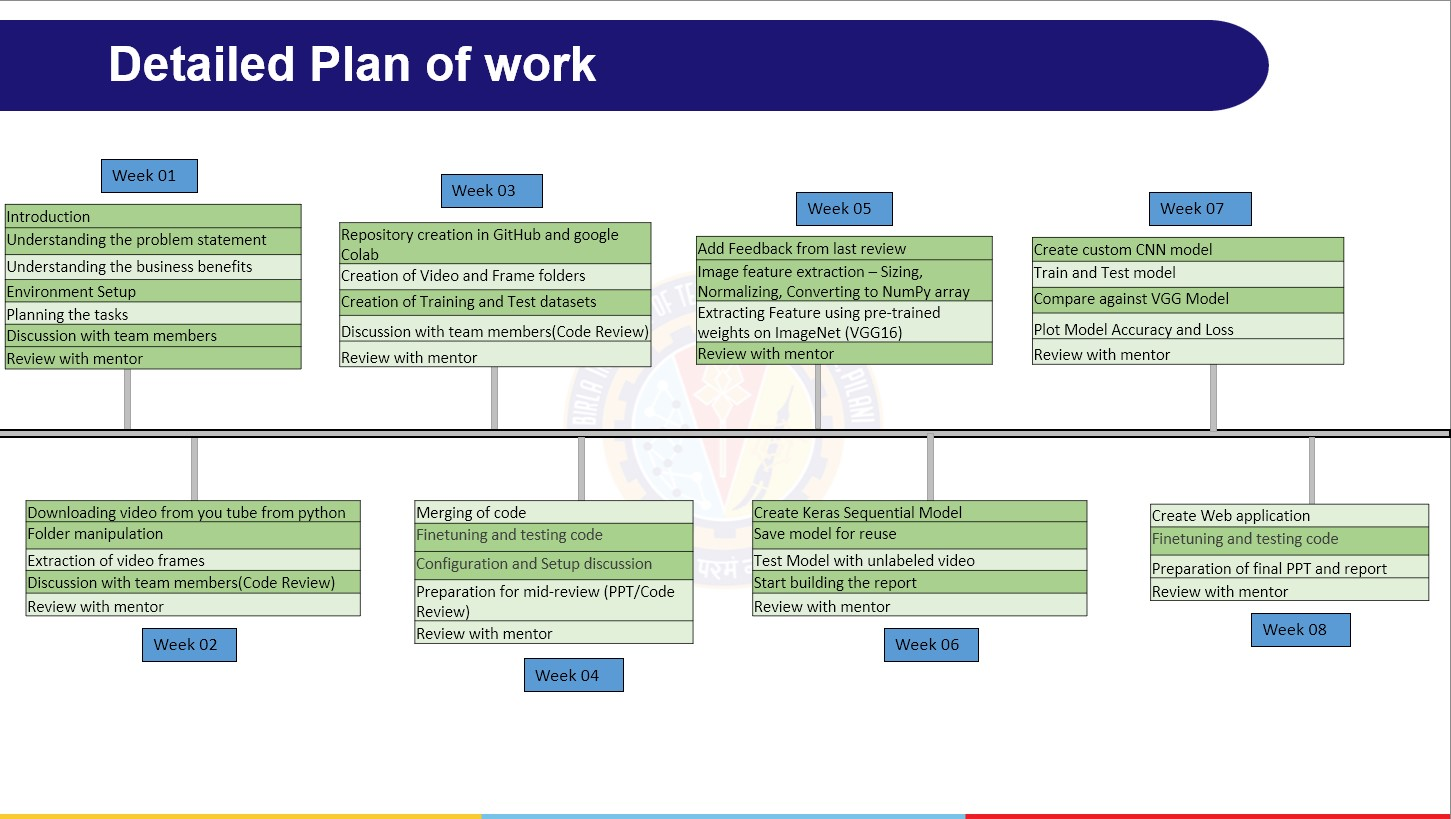 Detailed Plan of work
Week 01
Introduction
Understanding the problem statement
Understanding the business benefits
Environment Setup
Planning the tasks
Discussion with team members
Review with mentor
Week 03
Repository creation in GitHub and google
Colab
Creation of Video and Frame folders
Creation of Training and Test datasets
Discussion with team members(Code Review)
Review with mentor
Week 05
Add Feedback from last review
Image feature extraction – Sizing,
Normalizing, Converting to NumPy array
Extracting Feature using pre-trained
weights on ImageNet (VGG16)
Review with mentor
Week 07
Create custom CNN model
Train and Test model
Compare against VGG Model
Plot Model Accuracy and Loss
Review with mentor
Downloading video from you tube from python
Folder manipulation
Extraction of video frames
Discussion with team members(Code Review)
Review with mentor
Week 02
Merging of code
Finetuning and testing code
Configuration and Setup discussion
Preparation for mid-review (PPT/Code
Review)
Review with mentor
Week 04
Create Keras Sequential Model
Save model for reuse
Test Model with unlabeled video
Start building the report
Review with mentor
Week 06
Create Web application
Finetuning and testing code
Preparation of final PPT and report
Review with mentor
Week 08
BIRLA
OF TE
PILANI
परमं